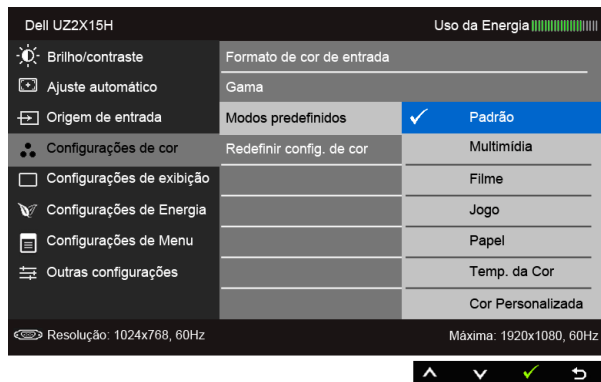 Dell UZ2X15H Uso da Energia
Brilho/contraste Formato de cor de entrada
Ajuste automático Gama
Origem de entrada Modos predefinidos Padrão
Configurações de cor Redefinir config. de cor Multimídia
Configurações de exibição Filme
Configurações de Energia Jogo
Configurações de Menu Papel
Outras configurações Temp. da Cor
Cor Personalizada
Resolução: 1024x768, 60Hz Máxima: 1920x1080, 60Hz